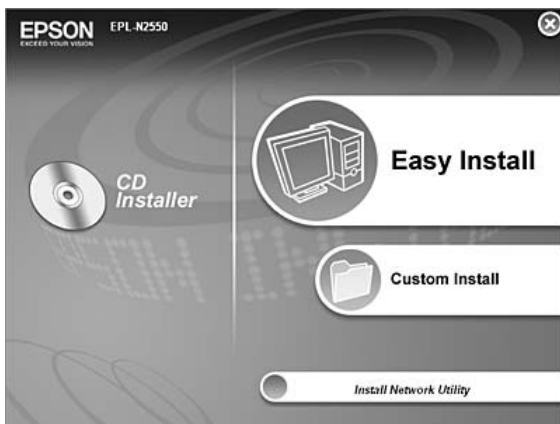 EPSON
EXCEED YOUR VISION
EPL-N2550
CD
Installer
Easy Install
Custom Install
Install Network Utility